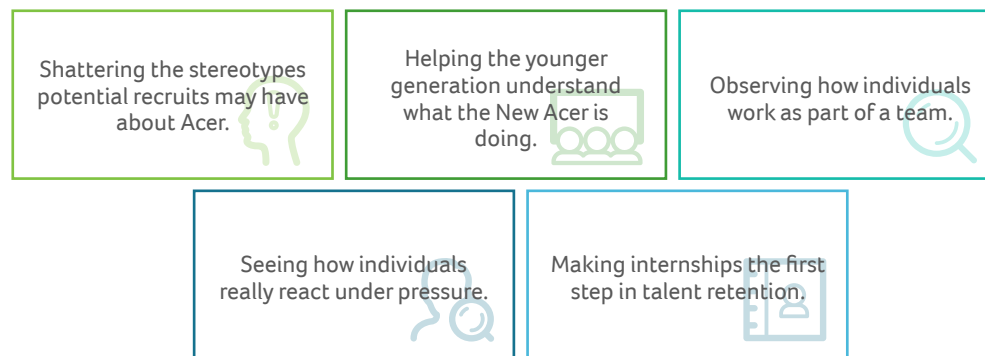 Shattering the stereotypes
potential recruits may have
about Acer.
Helping the younger
generation understand
what the New Acer is
doing.
Observing how individuals
work as part of a team.
Seeing how individuals
really react under pressure.
Making internships the first
step in talent retention.